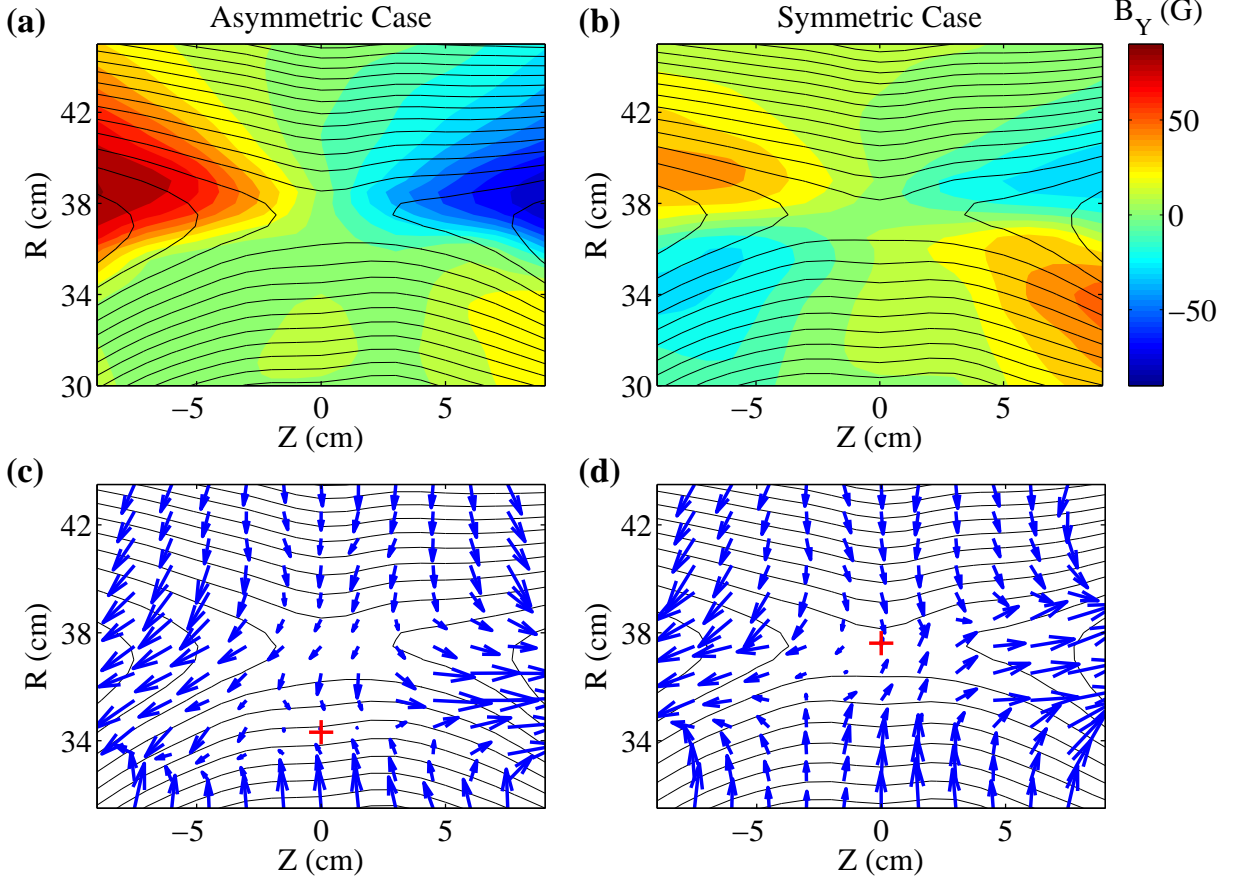 (a) Asymmetric Case (b) Symmetric Case B_Y (G)
42 42 50
R (cm) 38 R (cm) 38 0
34 34 −50
30 30
−5 0 5 −5 0 5
Z (cm) Z (cm)
(c) (d)
42 42
R (cm) 38 R (cm) 38
34 34
−5 0 5 −5 0 5
Z (cm) Z (cm)